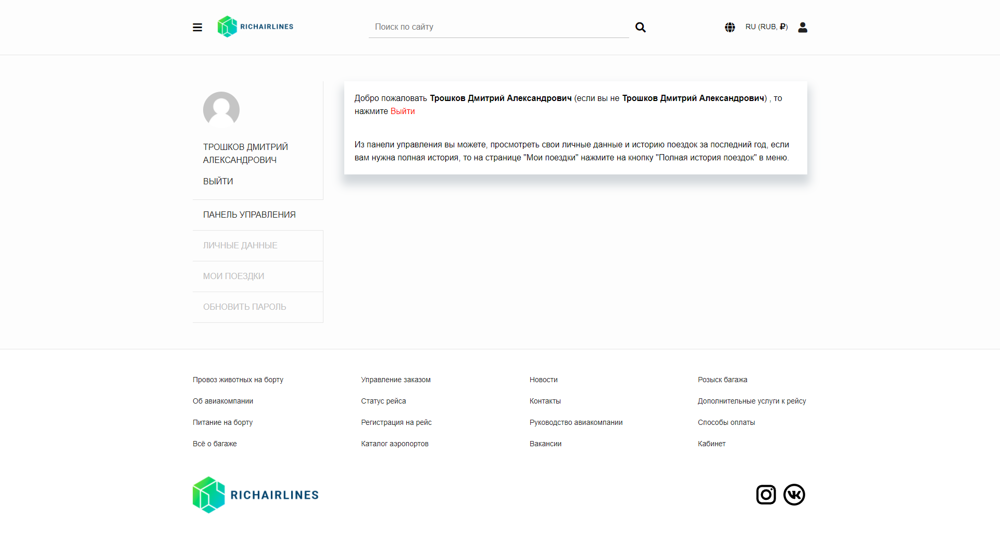 RICHAIRLINES
Поиск по сайту
RU (RUB, ₽)
ТРОШКОВ ДМИТРИЙ
АЛЕКСАНДРОВИЧ
ВЫЙТИ
ПАНЕЛЬ УПРАВЛЕНИЯ
ЛИЧНЫЕ ДАННЫЕ
МОИ ПОЕЗДКИ
ОБНОВИТЬ ПАРОЛЬ
Добро пожаловать Трошков Дмитрий Александрович (если вы не Трошков Дмитрий Александрович) , то
нажмите Выйти
Из панели управления вы можете, просмотреть свои личные данные и историю поездок за последний год, если
вам нужна полная история, то на странице "Мои поездки" нажмите на кнопку "Полная история поездок" в меню.
Провоз животных на борту
Об авиакомпании
Питание на борту
Всё о багаже
Управление заказом
Статус рейса
Регистрация на рейс
Каталог аэропортов
Новости
Контакты
Руководство авиакомпании
Вакансии
Розыск багажа
Дополнительные услуги к рейсу
Способы оплаты
Кабинет
RICHAIRLINES